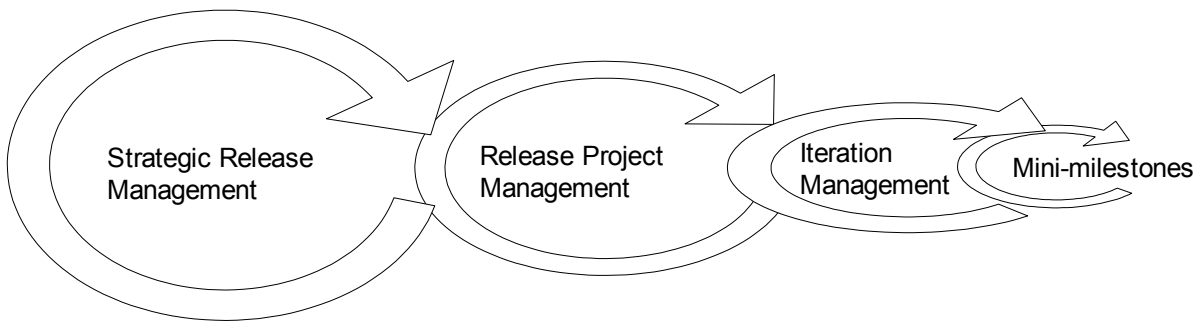 Strategic Release
Management
Release Project
Management
Iteration
Management
Mini-milestones